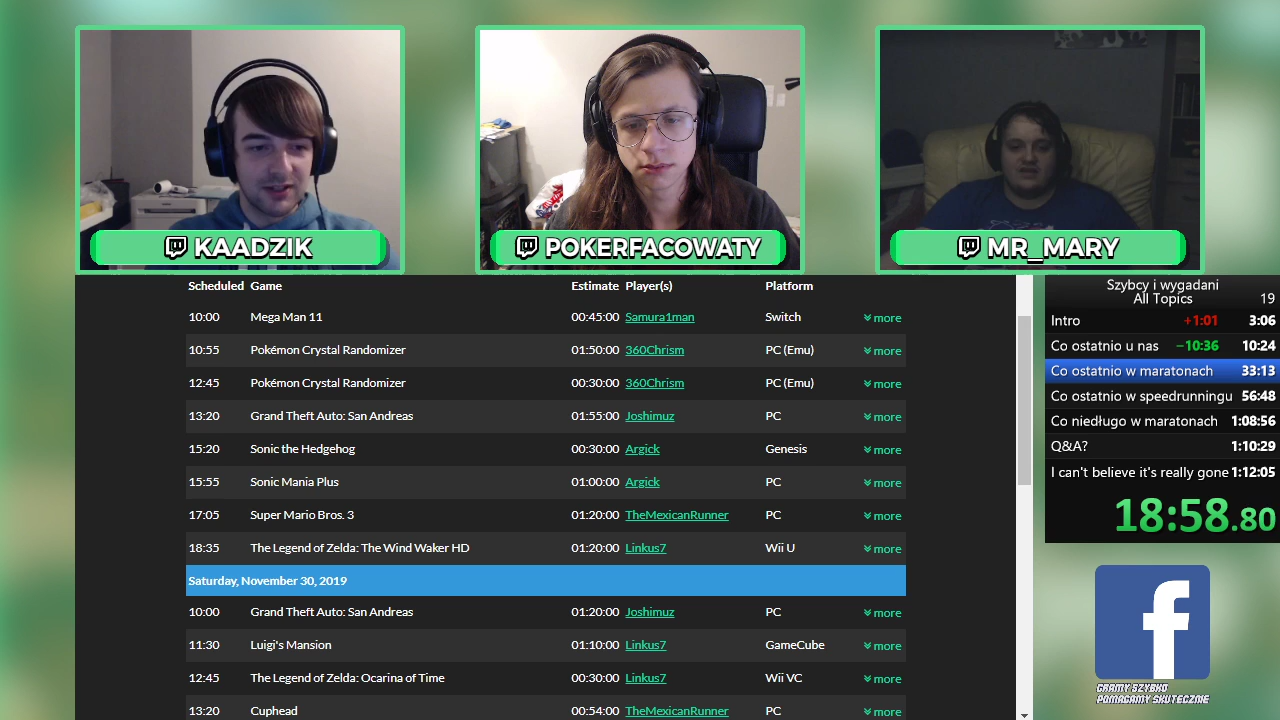 KAADZIK
POKERFACOWATY
MR_MARY
Scheduled Game Estimate Player(s) Platform
10:00 Mega Man 11 00:45:00 Samura1man Switch more
10:55 Pokémon Crystal Randomizer 01:50:00 360Chrism PC (Emu) more
12:45 Pokémon Crystal Randomizer 00:30:00 360Chrism PC (Emu) more
13:20 Grand Theft Auto: San Andreas 01:55:00 Joshimuz PC more
15:20 Sonic the Hedgehog 00:30:00 Argick Genesis more
15:55 Sonic Mania Plus 01:00:00 Argick PC more
17:05 Super Mario Bros. 3 01:20:00 TheMexicanRunner PC more
18:35 The Legend of Zelda: The Wind Waker HD 01:20:00 Linkus7 Wii U more
Saturday, November 30, 2019
10:00 Grand Theft Auto: San Andreas 01:20:00 Joshimuz PC more
11:30 Luigi's Mansion 01:10:00 Linkus7 GameCube more
12:45 The Legend of Zelda: Ocarina of Time 00:30:00 Linkus7 Wii VC more
13:20 Cuphead 00:54:00 TheMexicanRunner PC more
Szybcy i wygadani
All Topics 19
Intro +1:01 3:06
Co ostatnio u nas −10:36 10:24
Co ostatnio w maratonach 33:13
Co ostatnio w speedrunningu 56:48
Co niedługo w maratonach 1:08:56
Q&A? 1:10:29
I can't believe it's really gone 1:12:05
18:58.80
f
GRAMY SZYBKO
POMAGAMY SKUTECZNIE